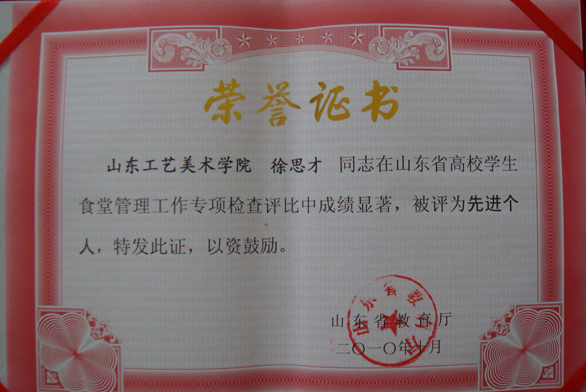 荣誉证书
山东工艺美术学院 徐思才 同志在山东省高校学生
食堂管理工作专项检查评比中成绩显著，被评为先进个
人，特发此证，以资鼓励。
山东省教育厅
二〇一〇年七月